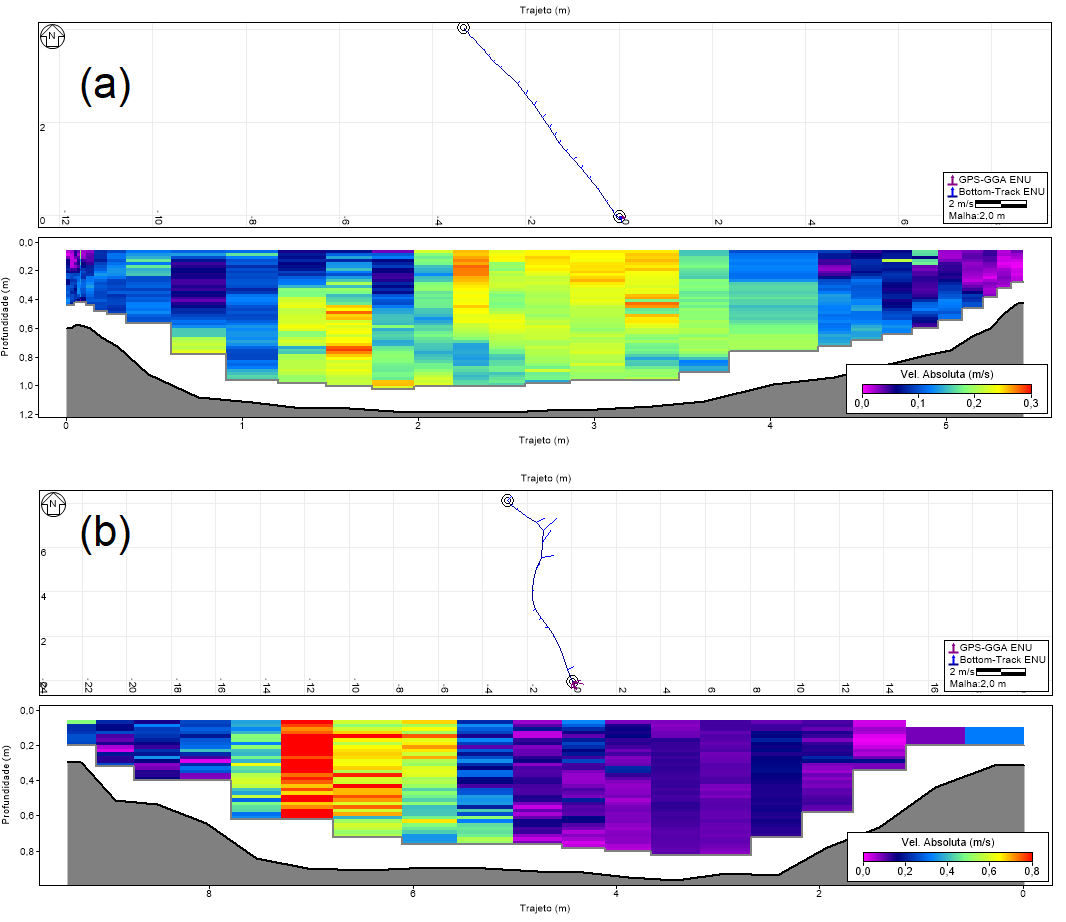 Trajeto (m)
N
(a)
2
0
-12 -10 -8 -6 -4 -2 0 2 4 6
GPS-GGA ENU
Bottom-Track ENU
2 m/s
Malha:2,0 m
0,0
0,2
0,4
0,6
0,8
1,0
1,2
Profundidade (m)
Vel. Absoluta (m/s)
0,0 0,1 0,2 0,3
0 1 2 3 4 5
Trajeto (m)
Trajeto (m)
N
(b)
6
4
2
-24 -22 -20 -18 -16 -14 -12 -10 -8 -6 -4 -2 0 2 4 6 8 10 12 14 16
GPS-GGA ENU
Bottom-Track ENU
2 m/s
Malha:2,0 m
0,0
0,2
0,4
0,6
0,8
Profundidade (m)
Vel. Absoluta (m/s)
0,0 0,2 0,4 0,6 0,8
8 6 4 2 0
Trajeto (m)